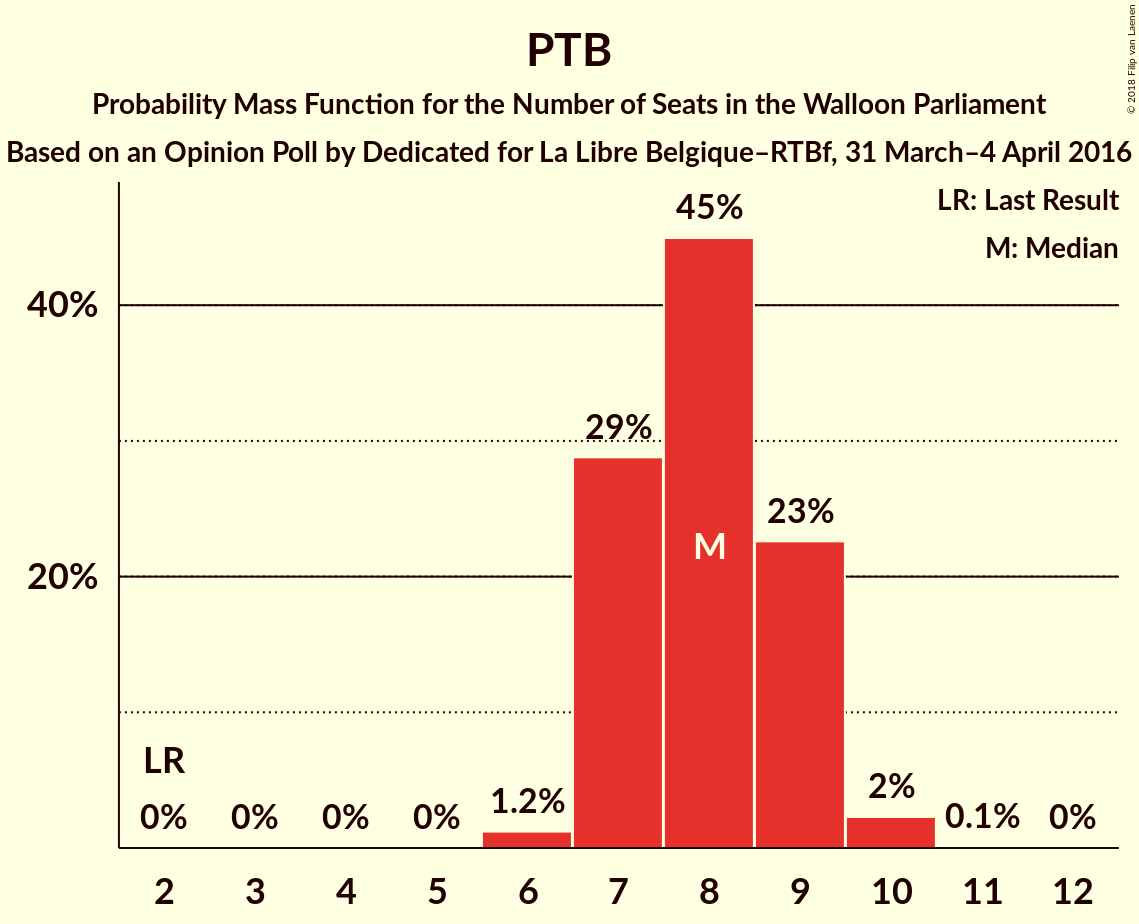 PTB
Probability Mass Function for the Number of Seats in the Walloon Parliament
Based on an Opinion Poll by Dedicated for La Libre Belgique–RTBf, 31 March–4 April 2016
© 2018 Filip van Laenen
LR: Last Result
M: Median
40%
20%
LR
0% 0% 0% 0% 1.2% 29% 45% 23% 2% 0.1% 0%
M
2 3 4 5 6 7 8 9 10 11 12